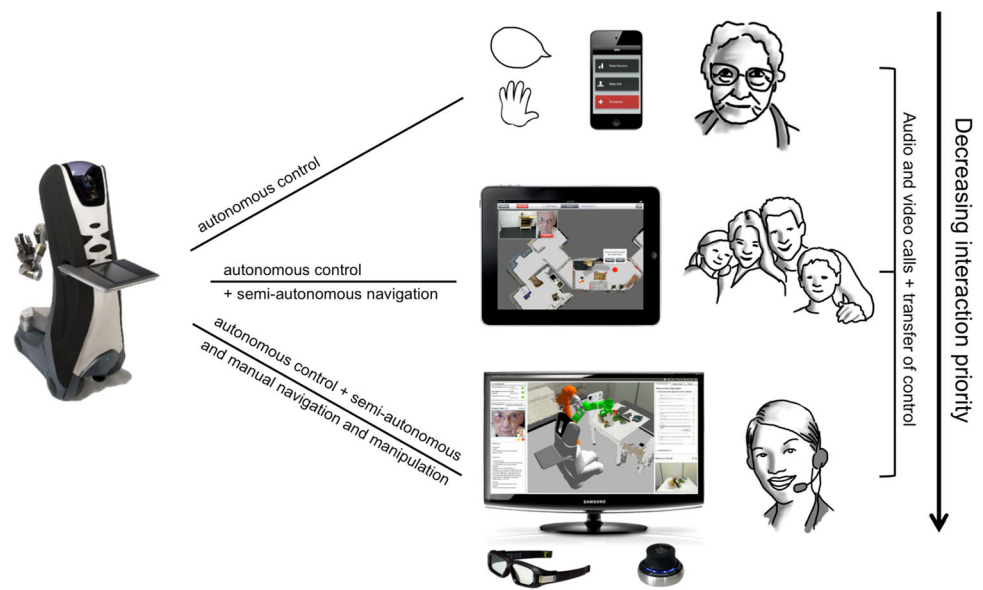 autonomous control
autonomous control
+ semi-autonomous navigation
autonomous control + semi-autonomous
and manual navigation and manipulation
Emergency
SAMSUNG
Audio and video calls + transfer of control
Decreasing interaction priority